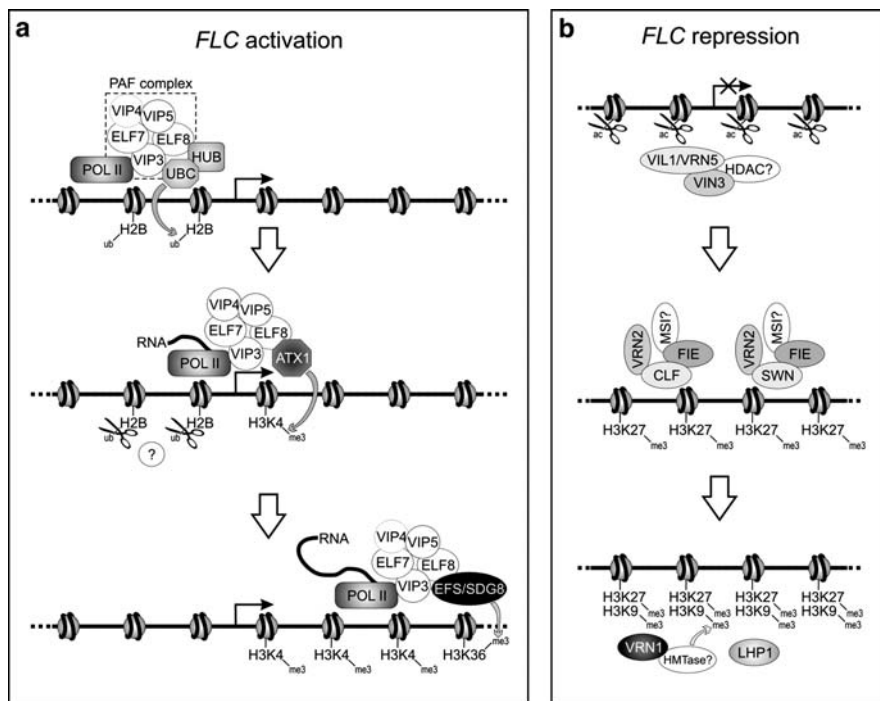 a
FLC activation
PAF complex
VIP4
VIP5
ELF7
ELF8
VIP3
HUB
POL II
UBC
H2B
ub
H2B
ub
VIP4
VIP5
RNA
ELF7
ELF8
VIP3
ATX1
POL II
H2B
ub
H2B
ub
H3K4
me3
?
RNA
VIP4
VIP5
ELF7
ELF8
VIP3
EFS/SDG8
POL II
H3K4
me3
H3K4
me3
H3K4
me3
H3K36
me3
b
FLC repression
ac
ac
ac
ac
VIL1/VRN5
HDAC?
VIN3
VRN2
MSI?
FIE
CLF
VRN2
MSI?
FIE
SWN
H3K27
me3
H3K27
me3
H3K27
me3
H3K27
me3
H3K27
me3
H3K27
me3
H3K27
me3
H3K27
me3
H3K9
me3
H3K9
me3
H3K9
me3
H3K9
me3
VRN1
HMTase?
LHP1